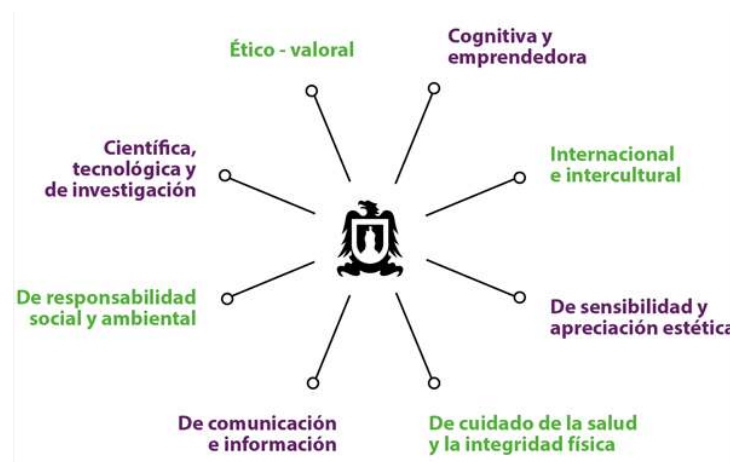 Ético - valoral
Cognitiva y
emprendedora
Científica,
tecnológica y
de investigación
Internacional
e intercultural
De responsabilidad
social y ambiental
De sensibilidad y
apreciación estética
De comunicación
e información
De cuidado de la salud
y la integridad física